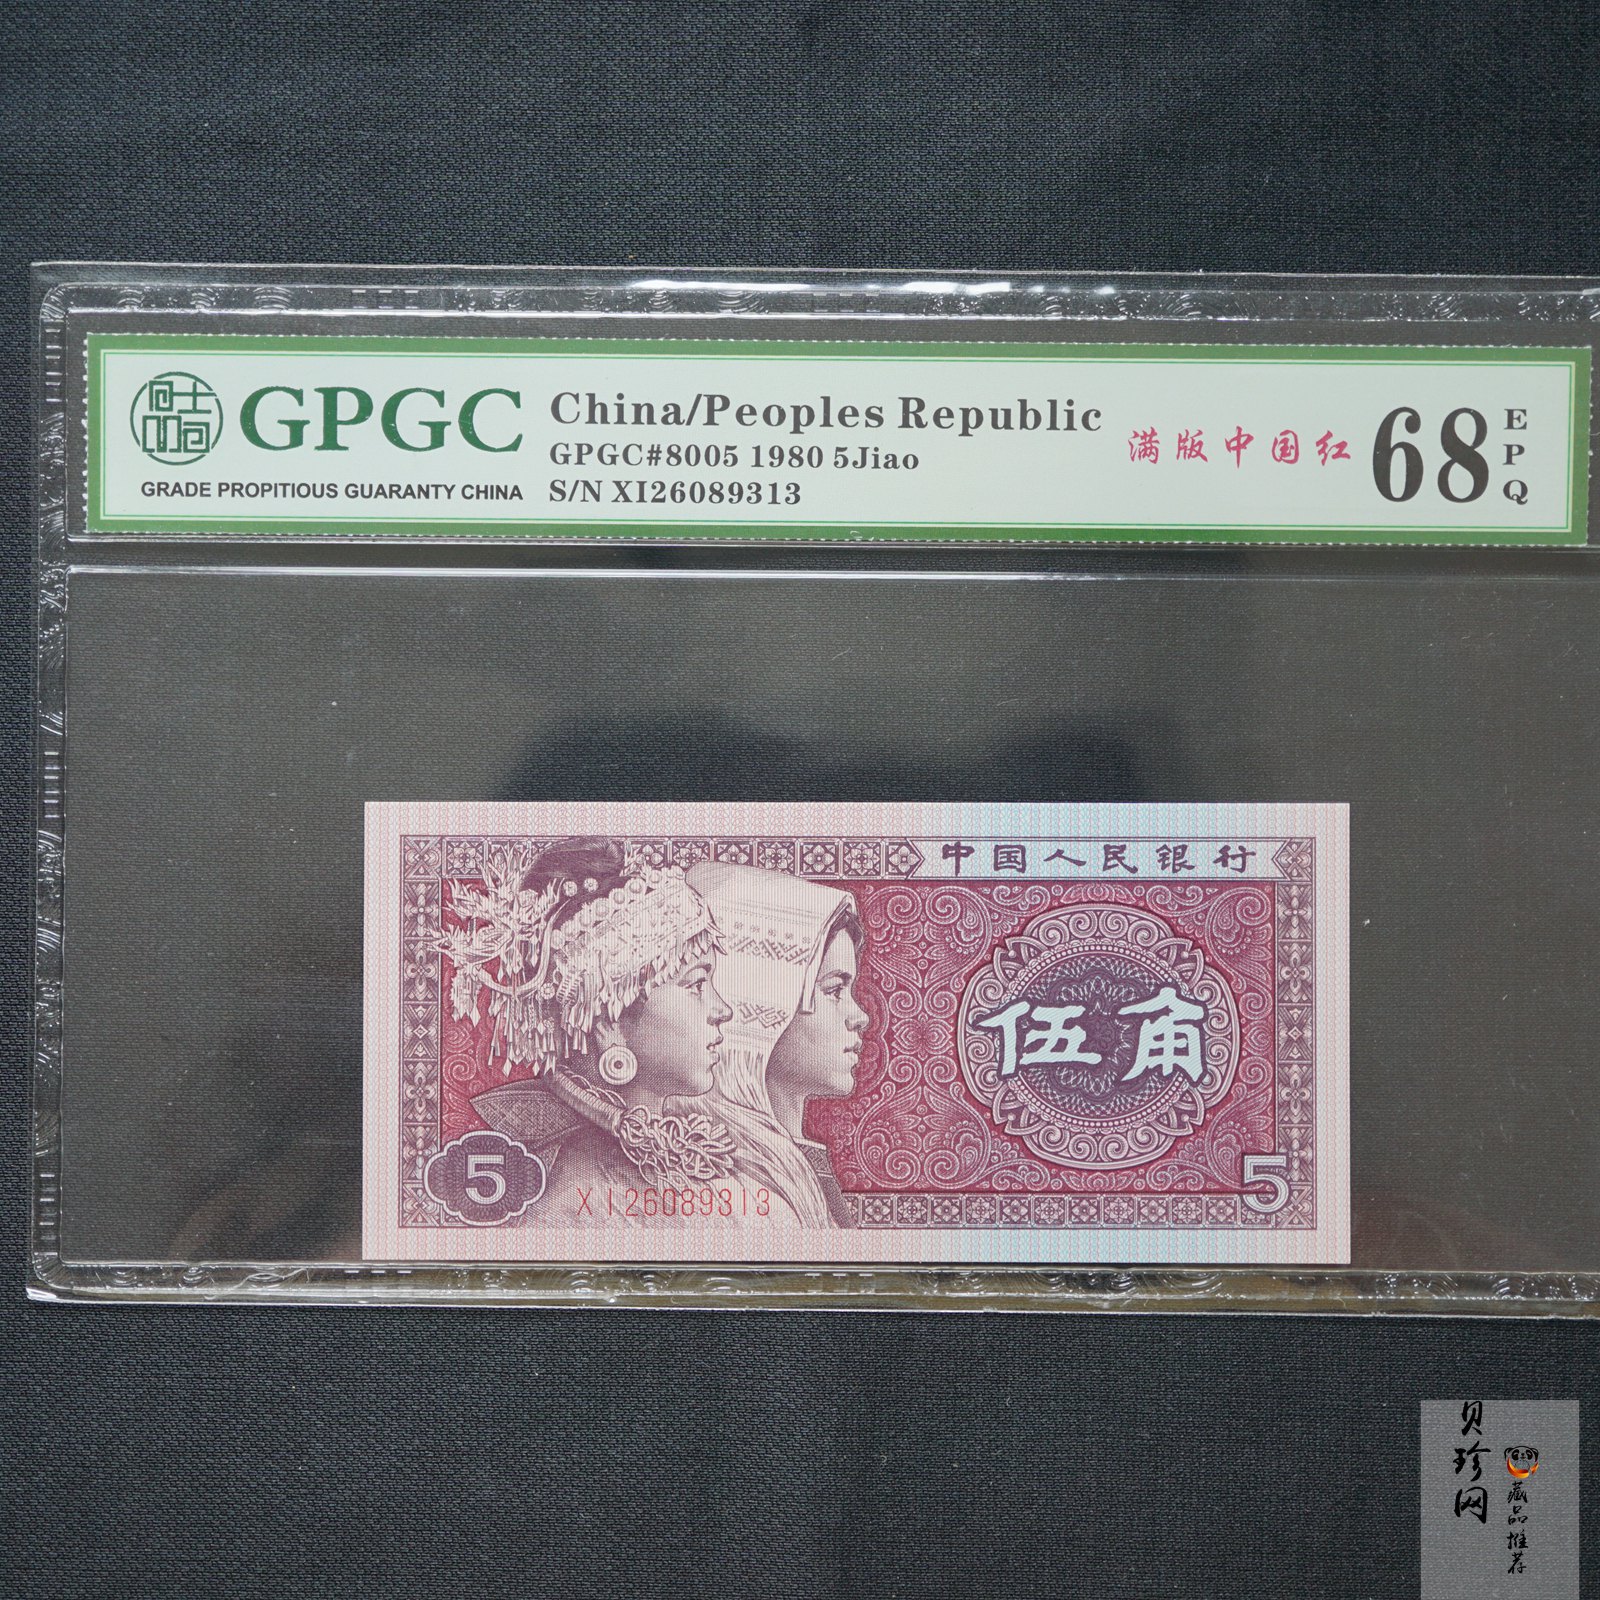 GPGC
GRADE PROPITIOUS GUARANTY CHINA
China/Peoples Republic
GPGC#8005 1980 5Jiao
S/N XI26089313
满版中国红
68
EPQ
中国人民银行
伍角
5
XI26089313
5
贝珍网
藏品推荐